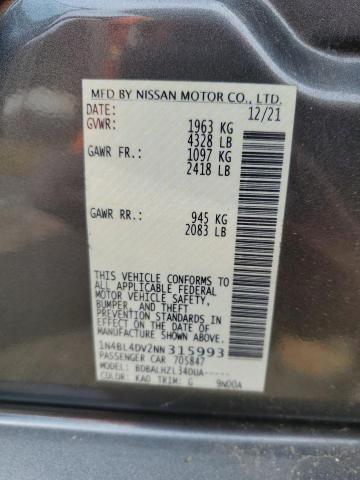 MFD BY NISSAN MOTOR CO., LTD.
DATE: 12/21
GVWR: 1963 KG
4328 LB
GAWR FR.: 1097 KG
2418 LB
GAWR RR.: 945 KG
2083 LB
THIS VEHICLE CONFORMS TO
ALL APPLICABLE FEDERAL
MOTOR VEHICLE SAFETY,
BUMPER, AND THEFT
PREVENTION STANDARDS IN
EFFECT ON THE DATE OF
MANUFACTURE SHOWN ABOVE.
1N4BL4DV2NN315993
PASSENGER CAR 705847
MODEL: BDBALHZL34DUA-----
COLOR: KAD TRIM: G 9N00A